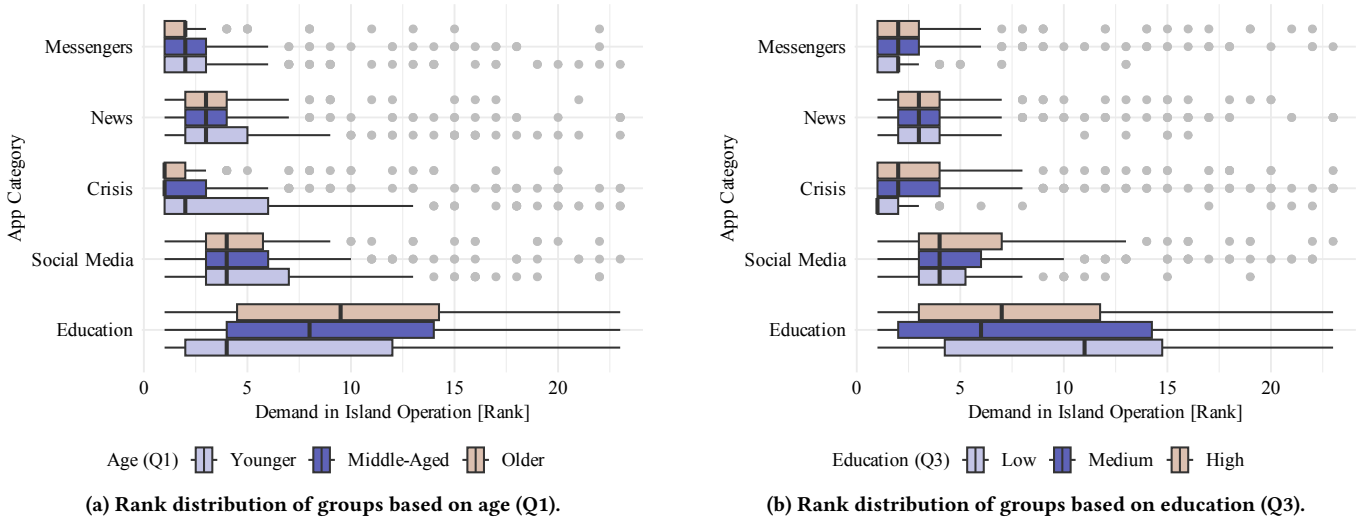 App Category
Messengers
News
Crisis
Social Media
Education
0 5 10 15 20
Demand in Island Operation [Rank]
Age (Q1) Younger Middle-Aged Older
(a) Rank distribution of groups based on age (Q1).
App Category
Messengers
News
Crisis
Social Media
Education
0 5 10 15 20
Demand in Island Operation [Rank]
Education (Q3) Low Medium High
(b) Rank distribution of groups based on education (Q3).